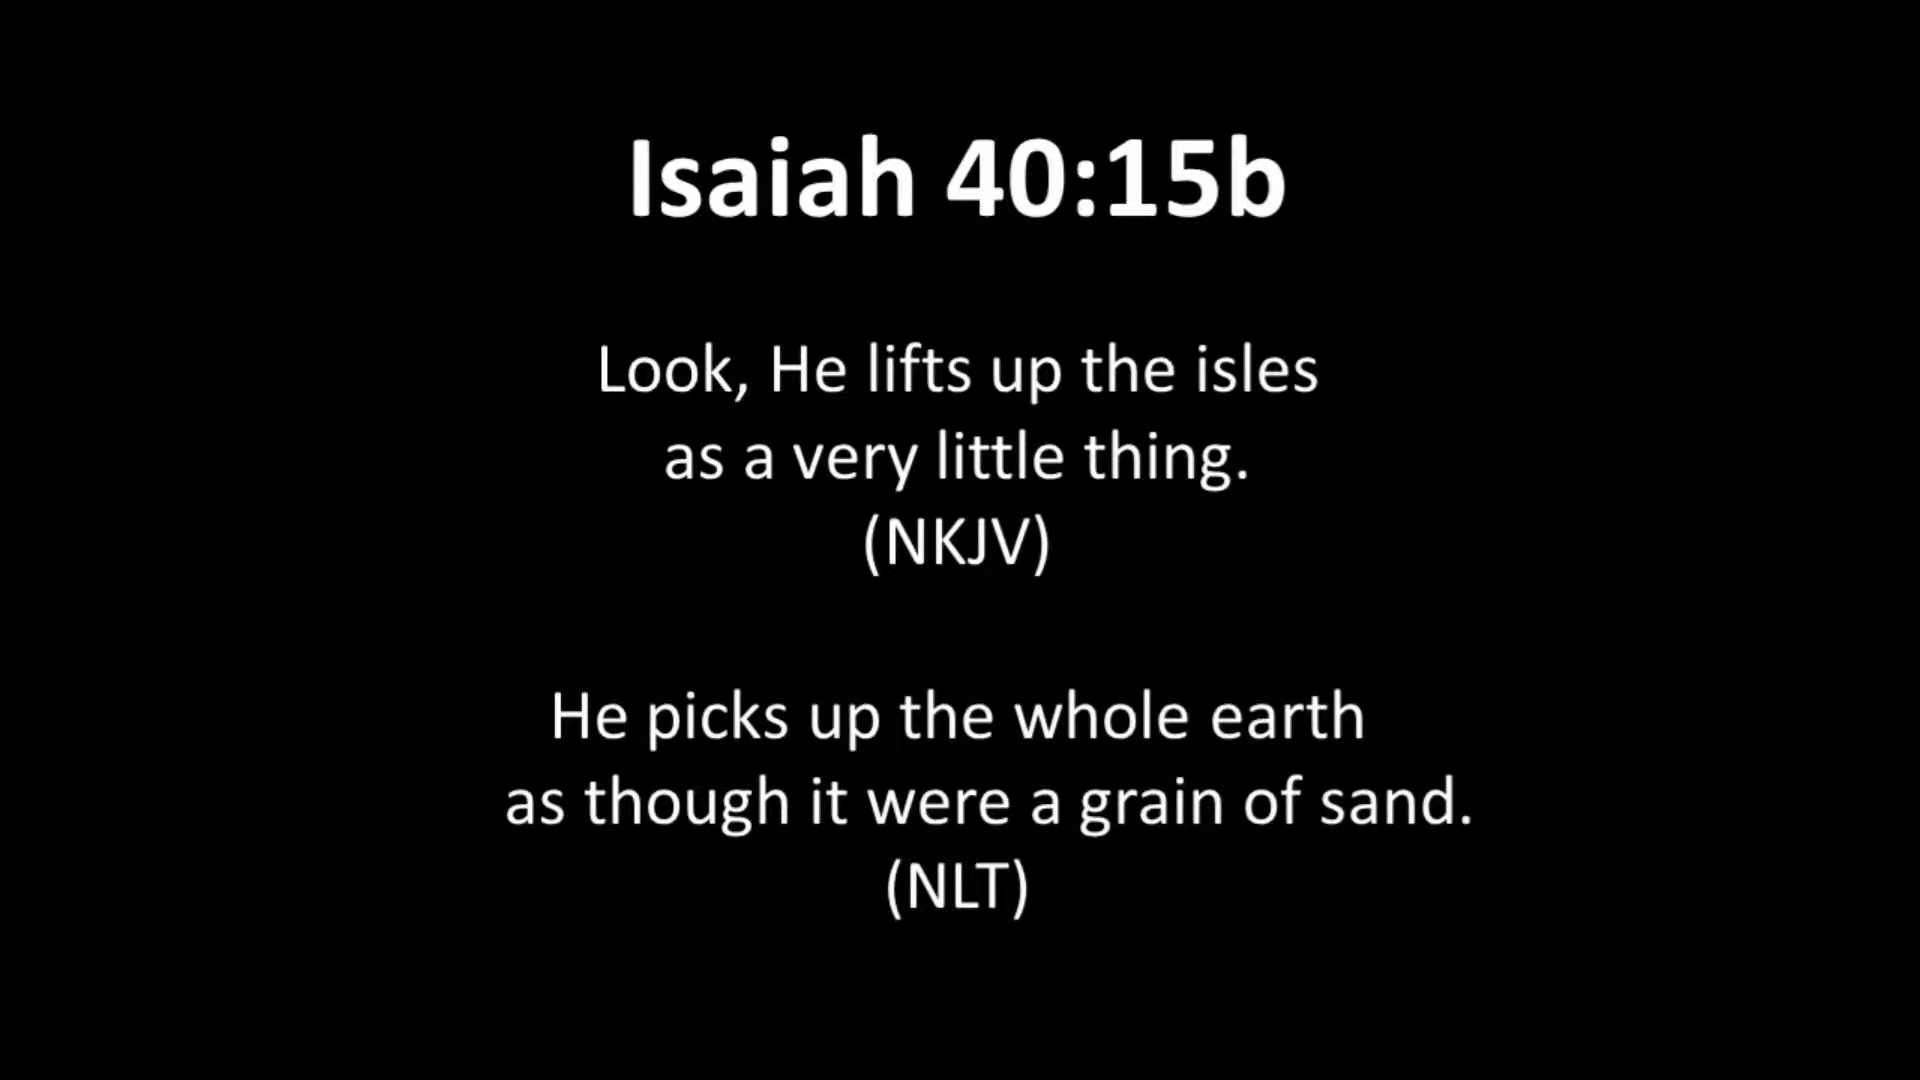 Isaiah 40:15b
Look, He lifts up the isles
as a very little thing.
(NKJV)
He picks up the whole earth
as though it were a grain of sand.
(NLT)